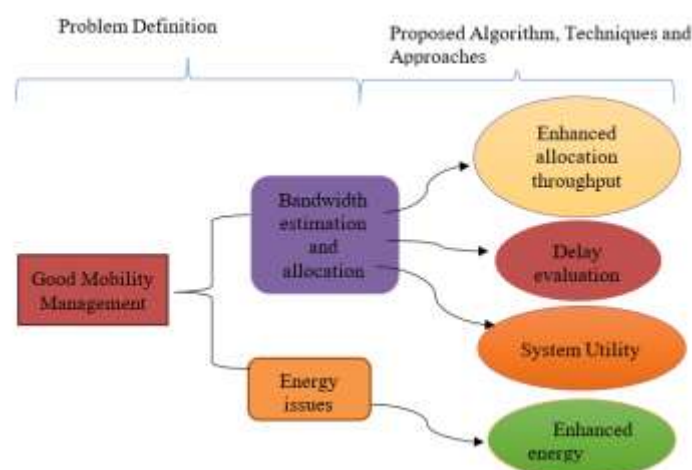 Problem Definition
Proposed Algorithm, Techniques and
Approaches
Enhanced
allocation
throughput
Bandwidth
estimation
and
allocation
Delay
evaluation
Good Mobility
Management
System Utility
Energy
issues
Enhanced
energy